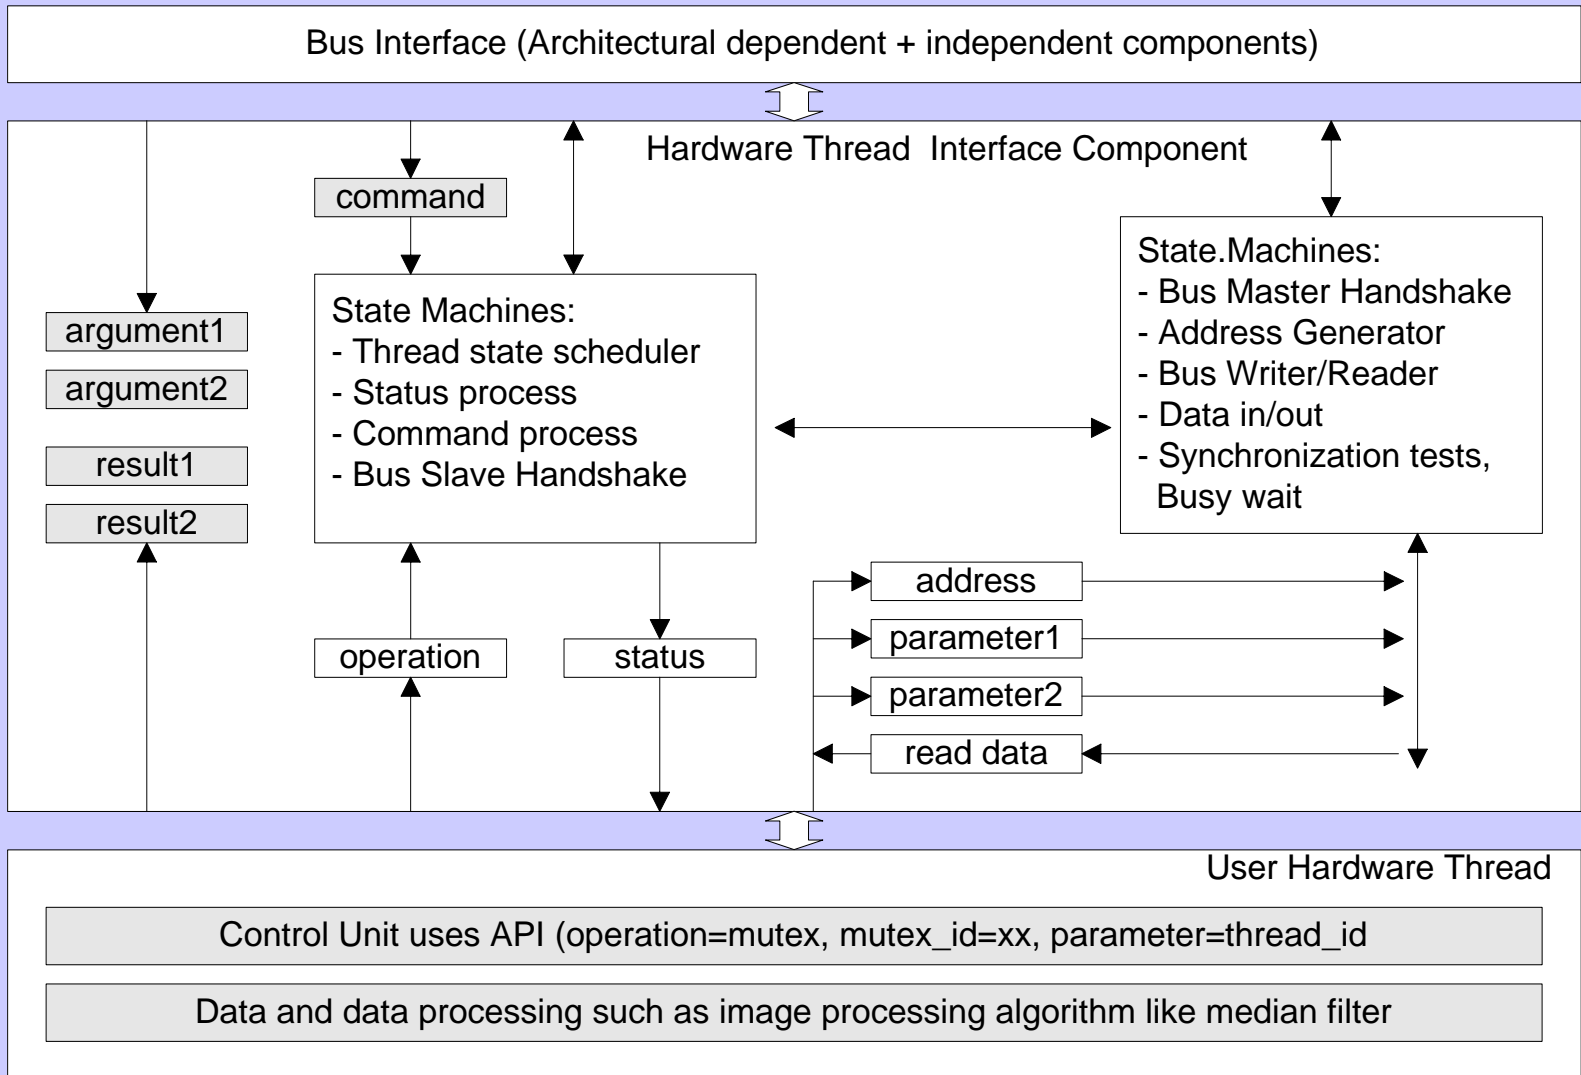 Bus Interface (Architectural dependent + independent components)
Hardware Thread  Interface Component
command
argument1
argument2
result1
result2
State Machines:
- Thread state scheduler
- Status process
- Command process
- Bus Slave Handshake
State.Machines:
- Bus Master Handshake
- Address Generator
- Bus Writer/Reader
- Data in/out
- Synchronization tests,
Busy wait
operation
status
address
parameter1
parameter2
read data
User Hardware Thread
Control Unit uses API (operation=mutex, mutex_id=xx, parameter=thread_id
Data and data processing such as image processing algorithm like median filter